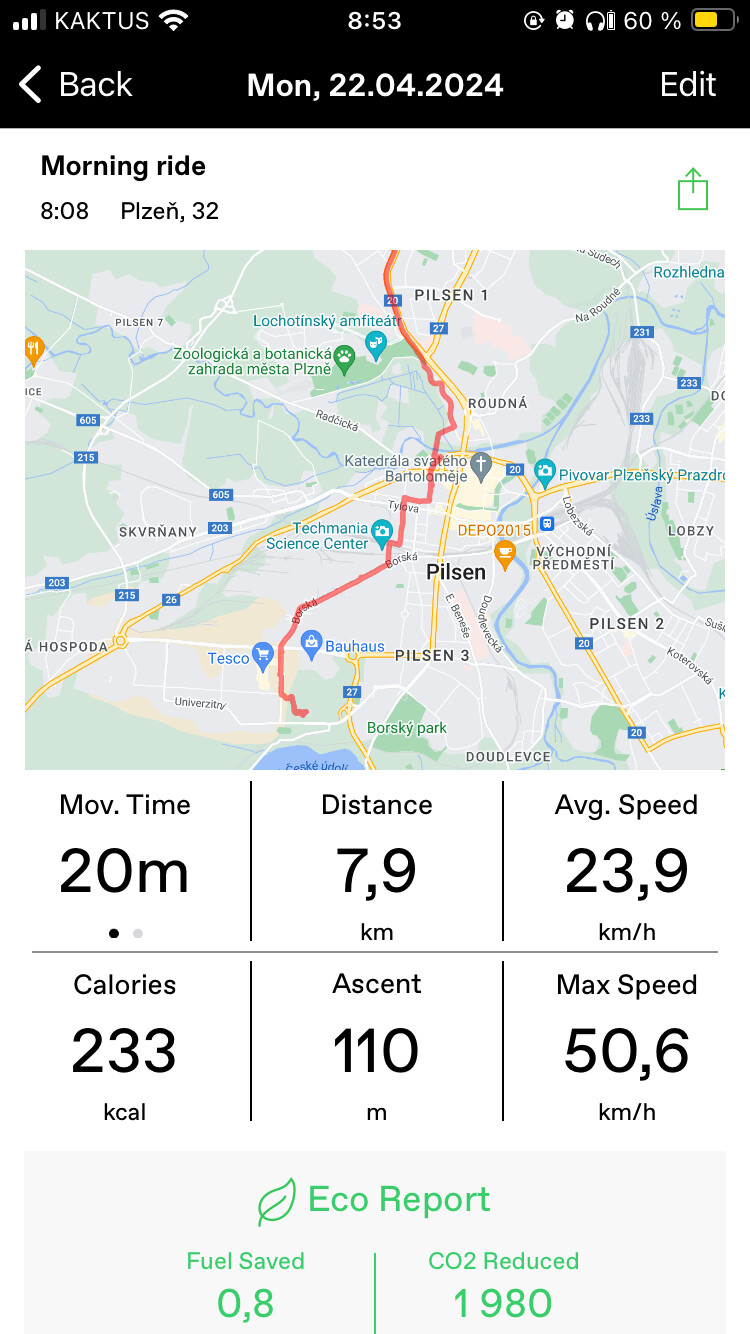 KAKTUS 8:53 60 %
Back Mon, 22.04.2024 Edit
Morning ride
8:08 Plzeň, 32
Sudech
Rozhledna
20
PILSEN 1
Na Roudné
PILSEN 7
Lochotínský amfiteátr
27
231
Zoologická a botanická
zahrada města Plzně
233
ICE
605
Radčická
ROUDNÁ
233
215
Katedrála svatého
Bartoloměje
20
Pivovar Plzeňský Prazdro
605
Tylova
Lobezská
Úslava
SKVRŇANY
203
Techmania
Science Center
DEPO2015
LOBZY
Borská
VÝCHODNÍ
PŘEDMĚSTÍ
Pilsen
203
215
26
Borská
E. Beneše
Doudlevecká
PILSEN 2
Á HOSPODA
Tesco
Bauhaus
PILSEN 3
20
Koterovská
Univerzitní
27
Borský park
20
DOUDLEVCE
České údolí
Mov. Time Distance Avg. Speed
20m 7,9 23,9
km km/h
Calories Ascent Max Speed
233 110 50,6
kcal m km/h
Eco Report
Fuel Saved CO2 Reduced
0,8 1 980